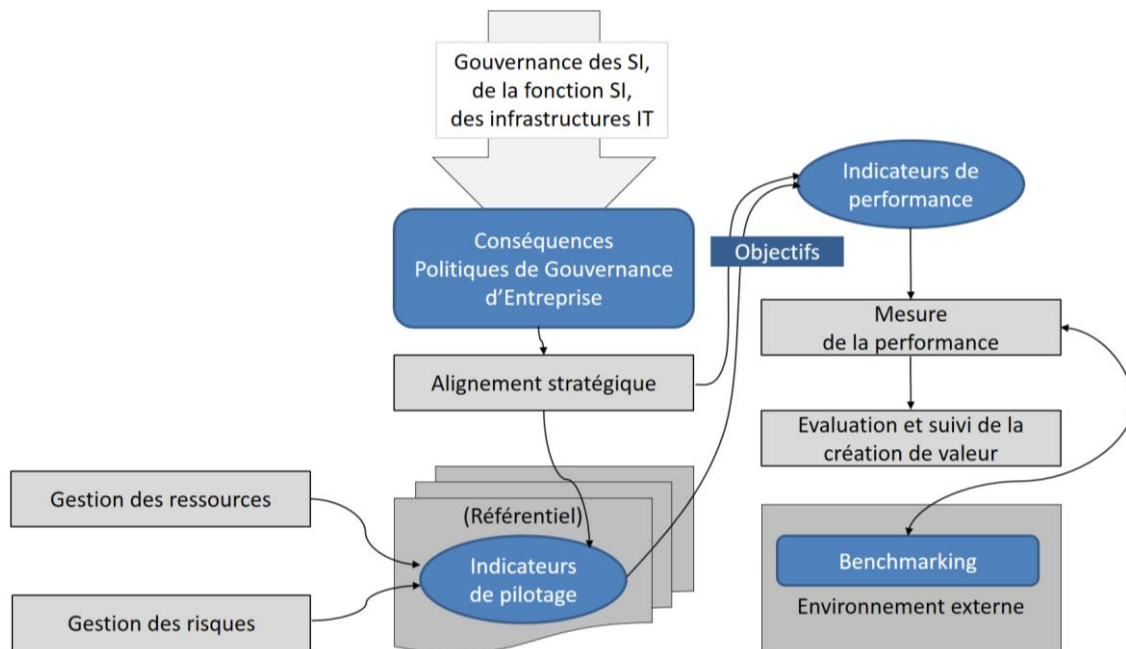 Gouvernance des SI,
de la fonction SI,
des infrastructures IT
Conséquences
Politiques de Gouvernance
d’Entreprise
Alignement stratégique
Gestion des ressources
Gestion des risques
(Référentiel)
Indicateurs
de pilotage
Objectifs
Indicateurs de
performance
Mesure
de la performance
Evaluation et suivi de la
création de valeur
Benchmarking
Environnement externe